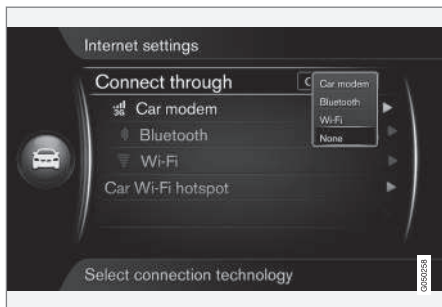 Internet settings
Connect through
Car modem
Bluetooth
Wi-Fi
None
3G Car modem
Bluetooth
Wi-Fi
Car Wi-Fi hotspot
Select connection technology
G050258